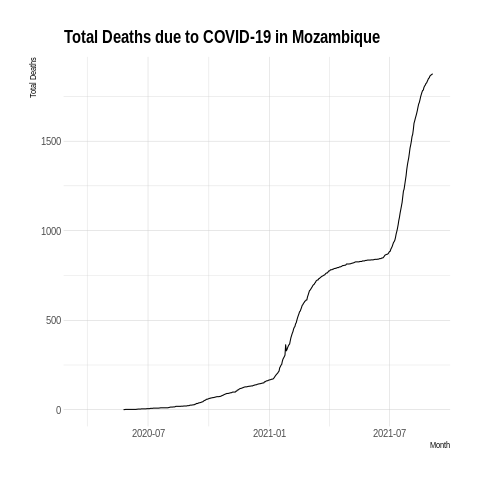 Total Deaths due to COVID-19 in Mozambique
Total Deaths
1500
1000
500
0
2020-07
2021-01
2021-07
Month